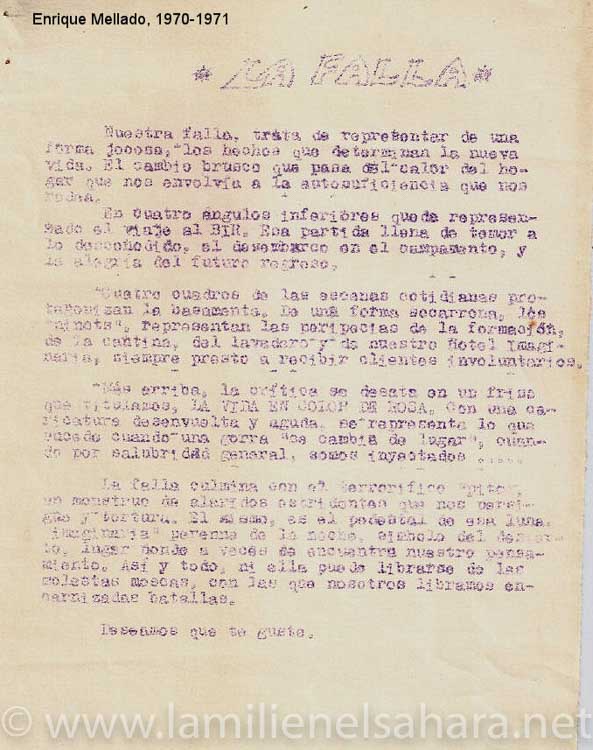 Enrique Mellado, 1970-1971
* LA FALLA *
Nuestra falla, trata de representar de una
forma jocosa, los hechos que determinan la nueva
vida. El cambio brusco que pasa del calor del ho-
gar que nos envolvía a la autosuficiencia que nos
rodea.
En cuatro ángulos inferiores queda represen-
tado el viaje al BIR. Esa partida llena de temor a
lo desconocido, el desembarco en el campamento, y
la alegría del futuro regreso.
Cuatro cuadros de las escenas cotidianas pro-
tagonizan la basamenta. De una forma socarrona, los
"ninots", representan las peripecias de la formación,
de la cantina, del lavadero y de nuestro Hotel Imagi-
naria, siempre presto a recibir clientes involuntarios.
Más arriba, la crítica se desata en un friso
que titulamos, LA VIDA EN COLOR DE ROSA. Con una ca-
ricatura desenvuelta y aguda, se representa lo que
sucede cuando una gorra "se cambia de lugar", cuan-
do por salubridad general, somos inyectados .....
La falla culmina con el terrorífico "pito",
un monstruo de alaridos estridentes que nos persi-
gue y tortura. El mismo, es el pedestal de esa luna,
"imaginaria" perenne de la noche, símbolo del desier-
to, lugar donde a veces se encuentra nuestro pensa-
miento. Así y todo, ni ella puede librarse de las
molestas moscas, con las que nosotros libramos en-
carnizadas batallas.
Deseamos que te guste.
© www.lamilienelsahara.net